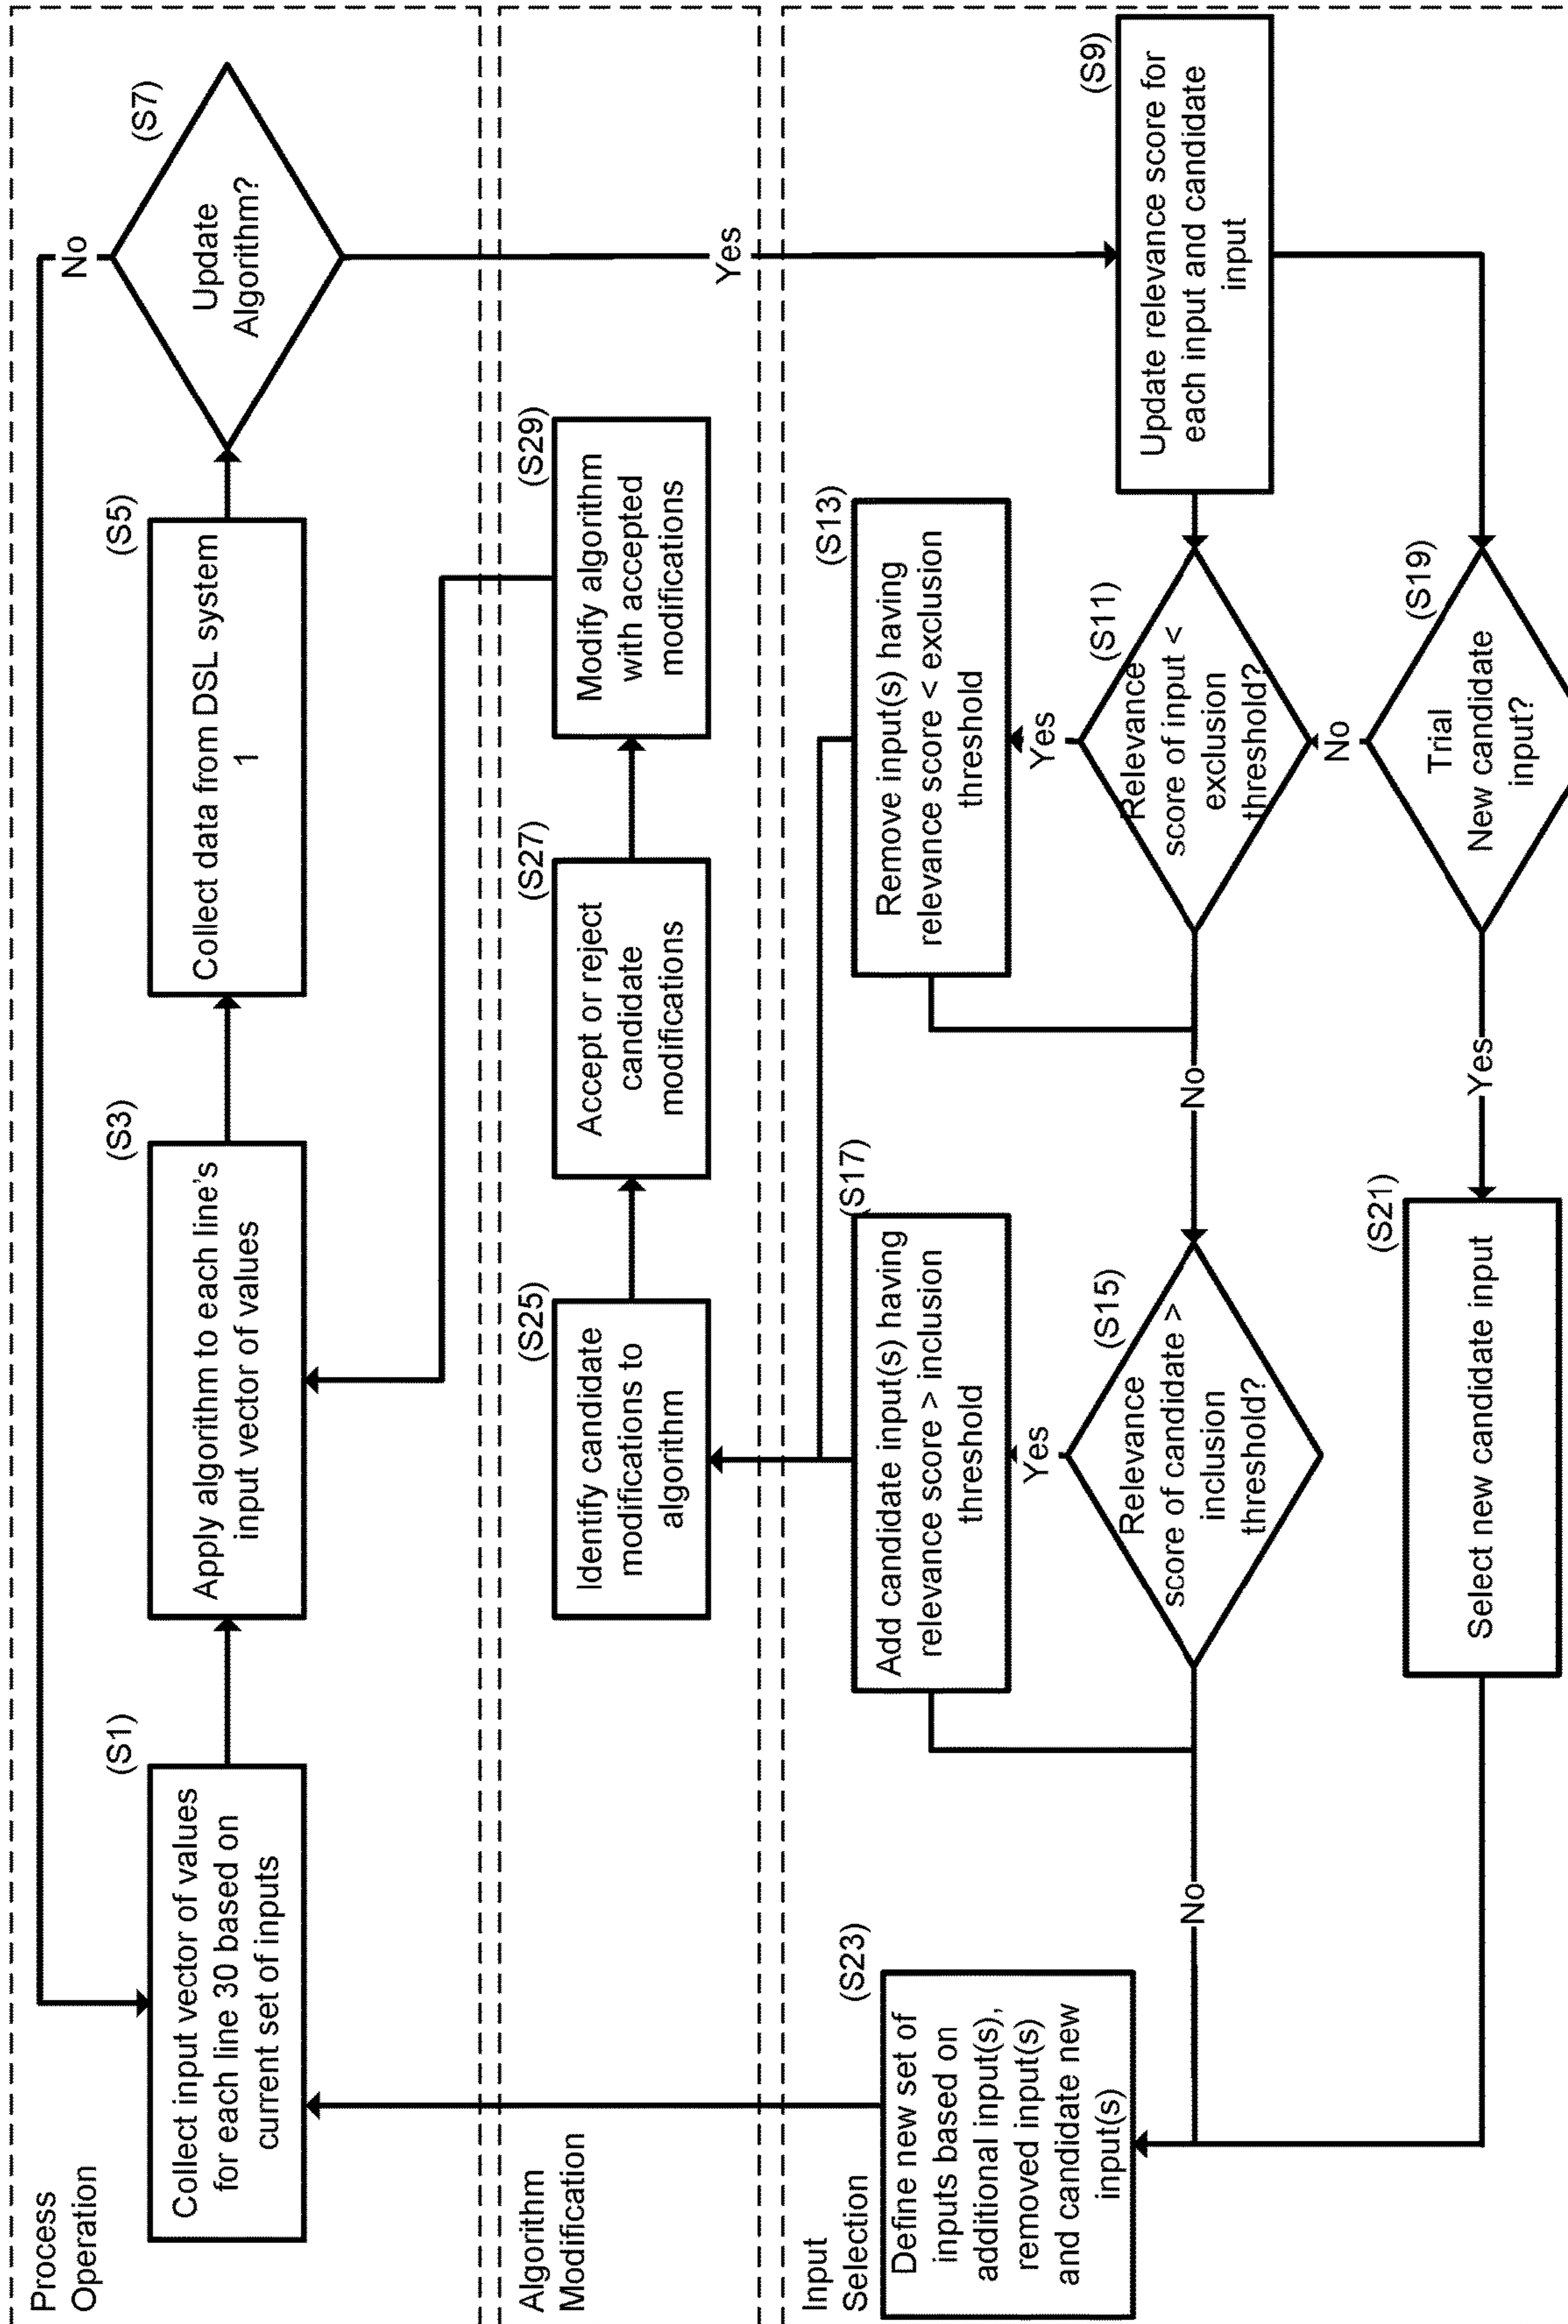 Process
Operation
(S1)
Collect input vector of values
for each line 30 based on
current set of inputs
(S3)
Apply algorithm to each line's
input vector of values
(S5)
Collect data from DSL system
1
(S7)
Update
Algorithm?
No
Yes
Algorithm
Modification
(S25)
Identify candidate
modifications to
algorithm
(S27)
Accept or reject
candidate
modifications
(S29)
Modify algorithm
with accepted
modifications
Input
Selection
(S23)
Define new set of
inputs based on
additional input(s),
removed input(s)
and candidate new
input(s)
(S17)
Add candidate input(s) having
relevance score > inclusion
threshold
(S13)
Remove input(s) having
relevance score < exclusion
threshold
(S9)
Update relevance score for
each input and candidate
input
Yes
Yes
(S15)
Relevance
score of candidate >
inclusion
threshold?
(S11)
Relevance
score of input <
exclusion
threshold?
No
No
No
(S21)
Select new candidate input
Yes
(S19)
Trial
New candidate
input?